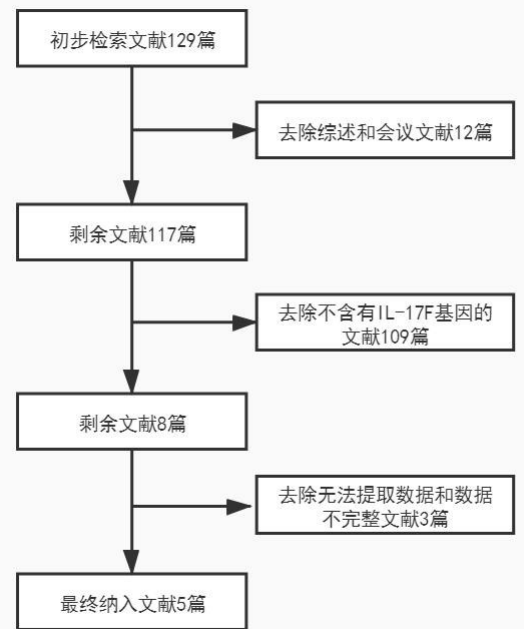 初步检索文献129篇
去除综述和会议文献12篇
剩余文献117篇
去除不含有IL-17F基因的
文献109篇
剩余文献8篇
去除无法提取数据和数据
不完整文献3篇
最终纳入文献5篇